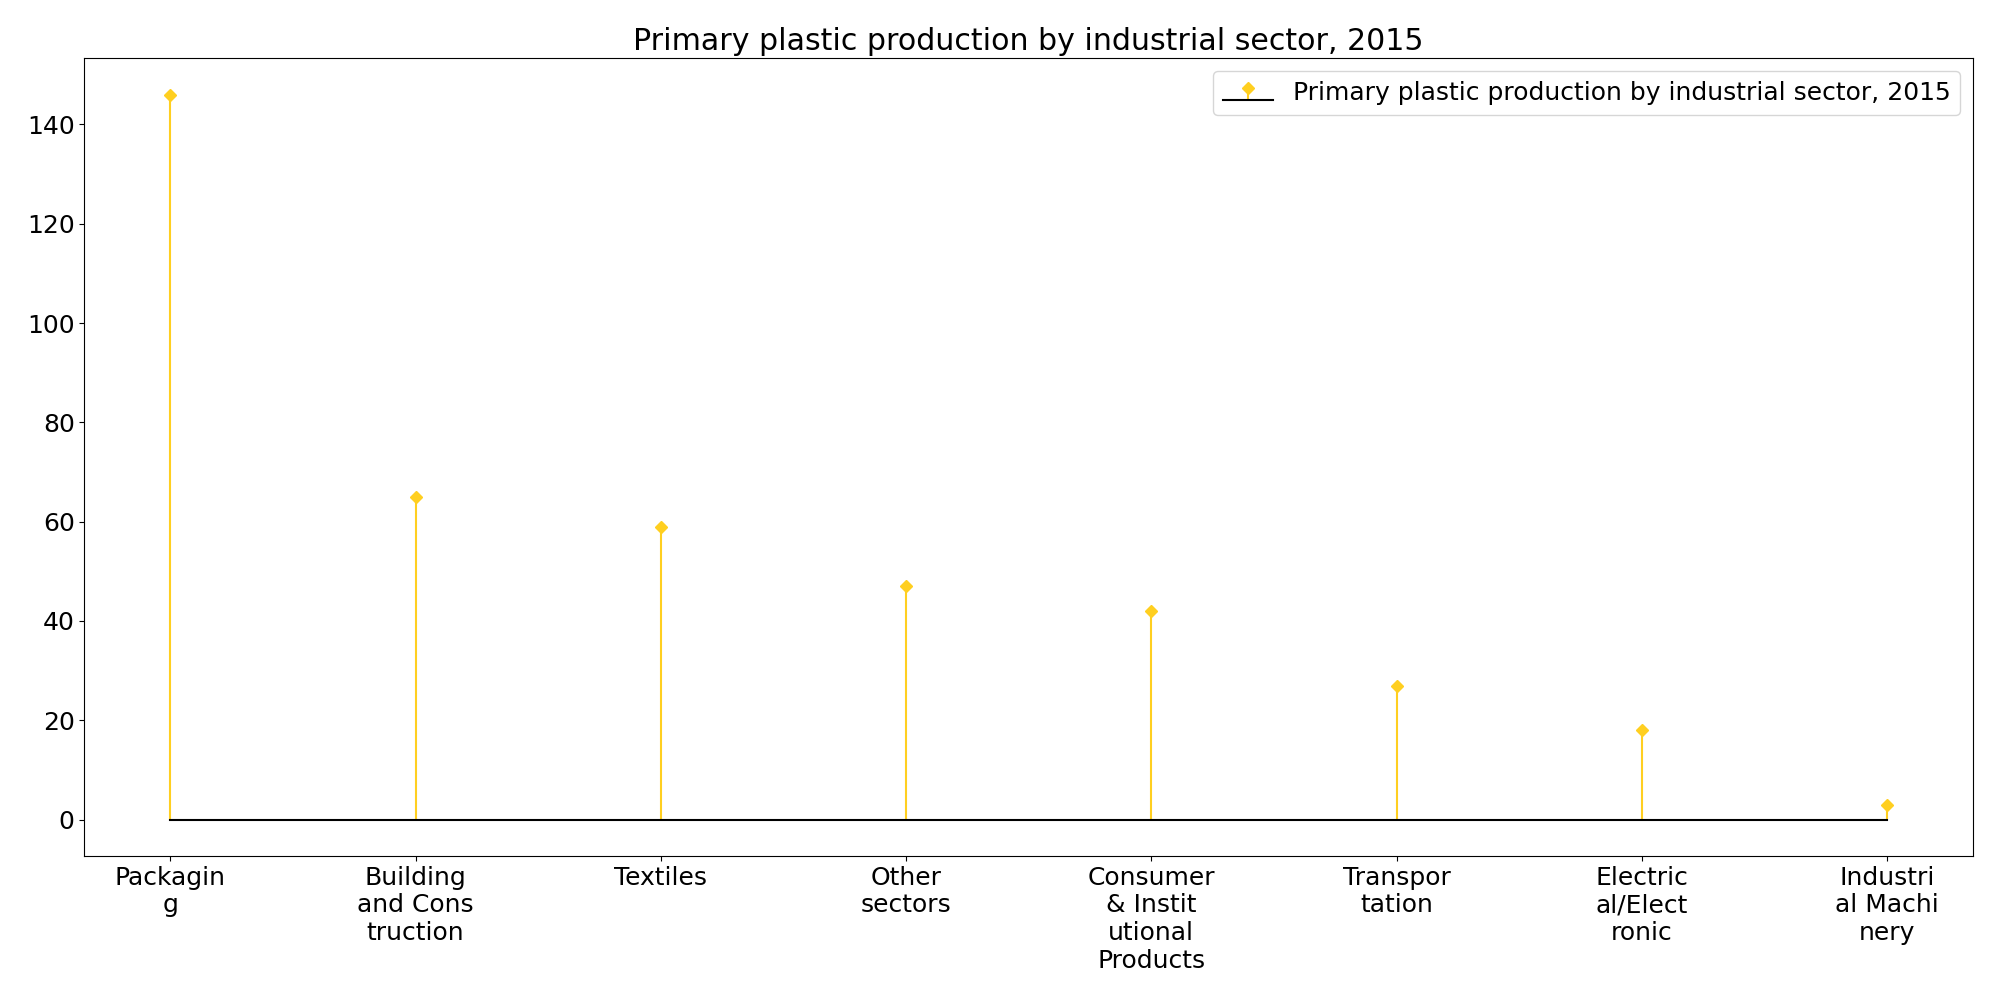 Primary plastic production by industrial sector, 2015
Primary plastic production by industrial sector, 2015
140
120
100
80
60
40
20
0
Packagin
g
Building
and Cons
truction
Textiles
Other
sectors
Consumer
& Instit
utional
Products
Transpor
tation
Electric
al/Elect
ronic
Industri
al Machi
nery